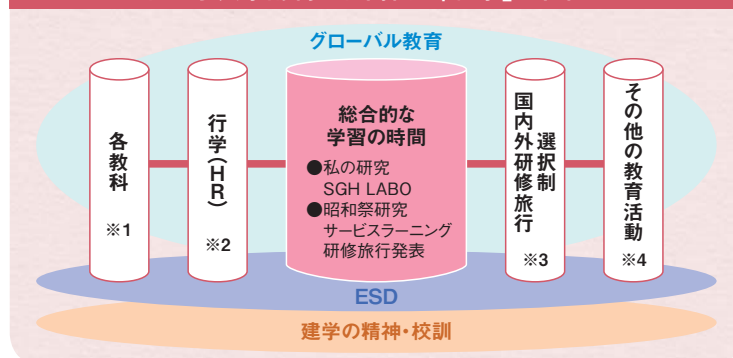 グローバル教育
各教科
※1
行学(HR)
※2
総合的な
学習の時間
●私の研究
SGH LABO
●昭和祭研究
サービスラーニング
研修旅行発表
選択制
国内外研修旅行
※3
その他の教育活動
※4
ESD
建学の精神・校訓